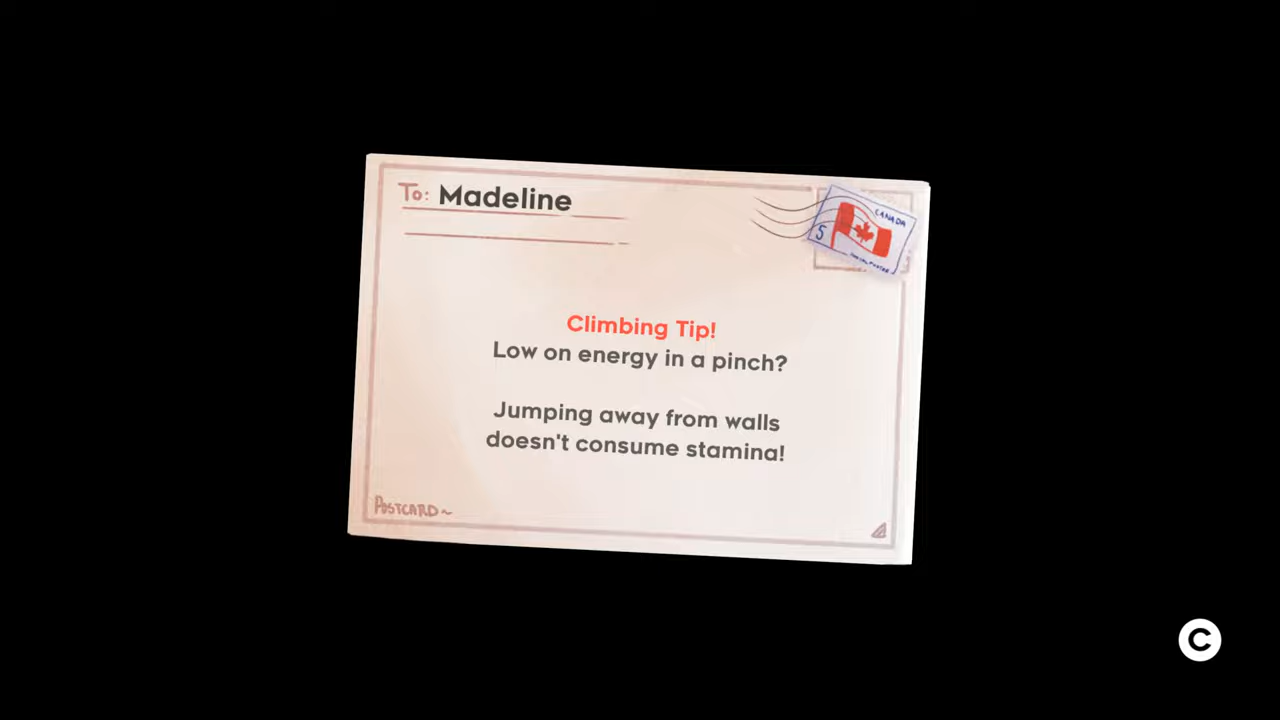 To: Madeline
CANADA
5
Climbing Tip!
Low on energy in a pinch?
Jumping away from walls
doesn't consume stamina!
POSTCARD~
C